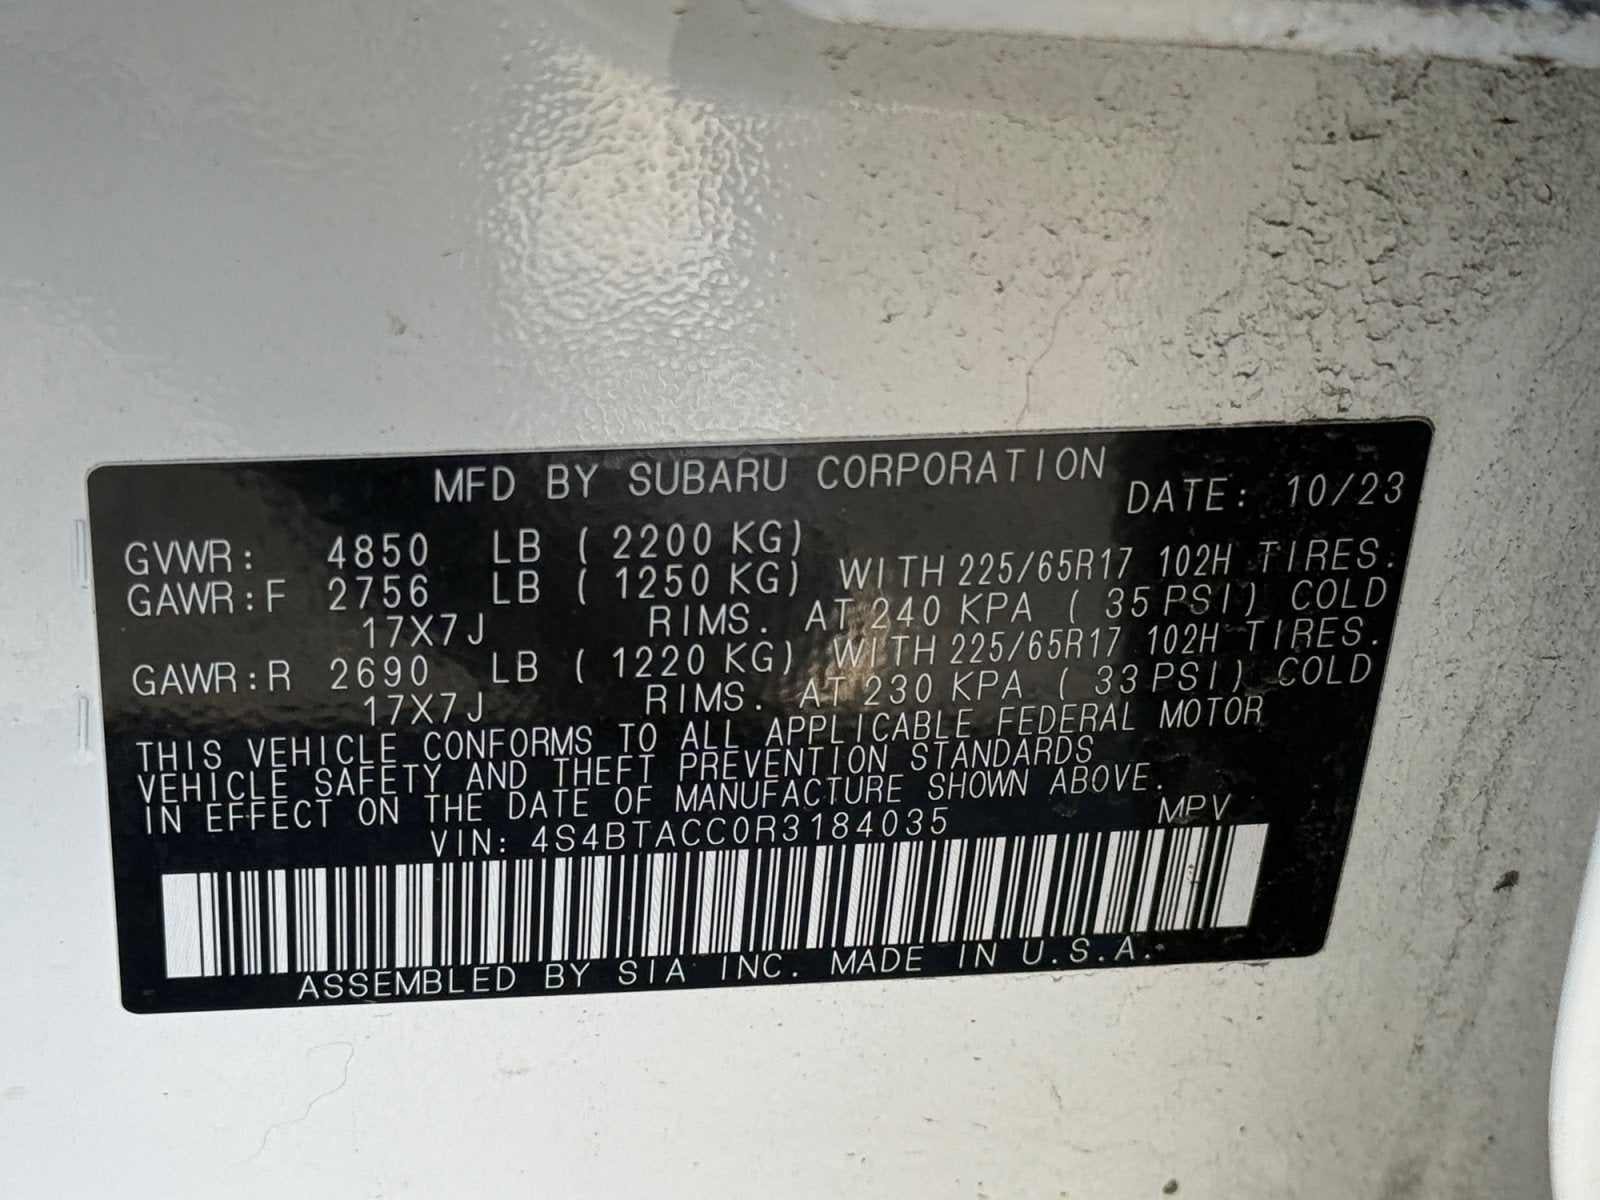 MFD BY SUBARU CORPORATION DATE: 10/23
GVWR: 4850 LB ( 2200 KG)
GAWR:F 2756 LB ( 1250 KG) WITH 225/65R17 102H TIRES.
17X7J RIMS. AT 240 KPA ( 35 PSI) COLD
GAWR:R 2690 LB ( 1220 KG) WITH 225/65R17 102H TIRES.
17X7J RIMS. AT 230 KPA ( 33 PSI) COLD
THIS VEHICLE CONFORMS TO ALL APPLICABLE FEDERAL MOTOR
VEHICLE SAFETY AND THEFT PREVENTION STANDARDS
IN EFFECT ON THE DATE OF MANUFACTURE SHOWN ABOVE.
VIN: 4S4BTACC0R3184035 MPV
ASSEMBLED BY SIA INC. MADE IN U.S.A.